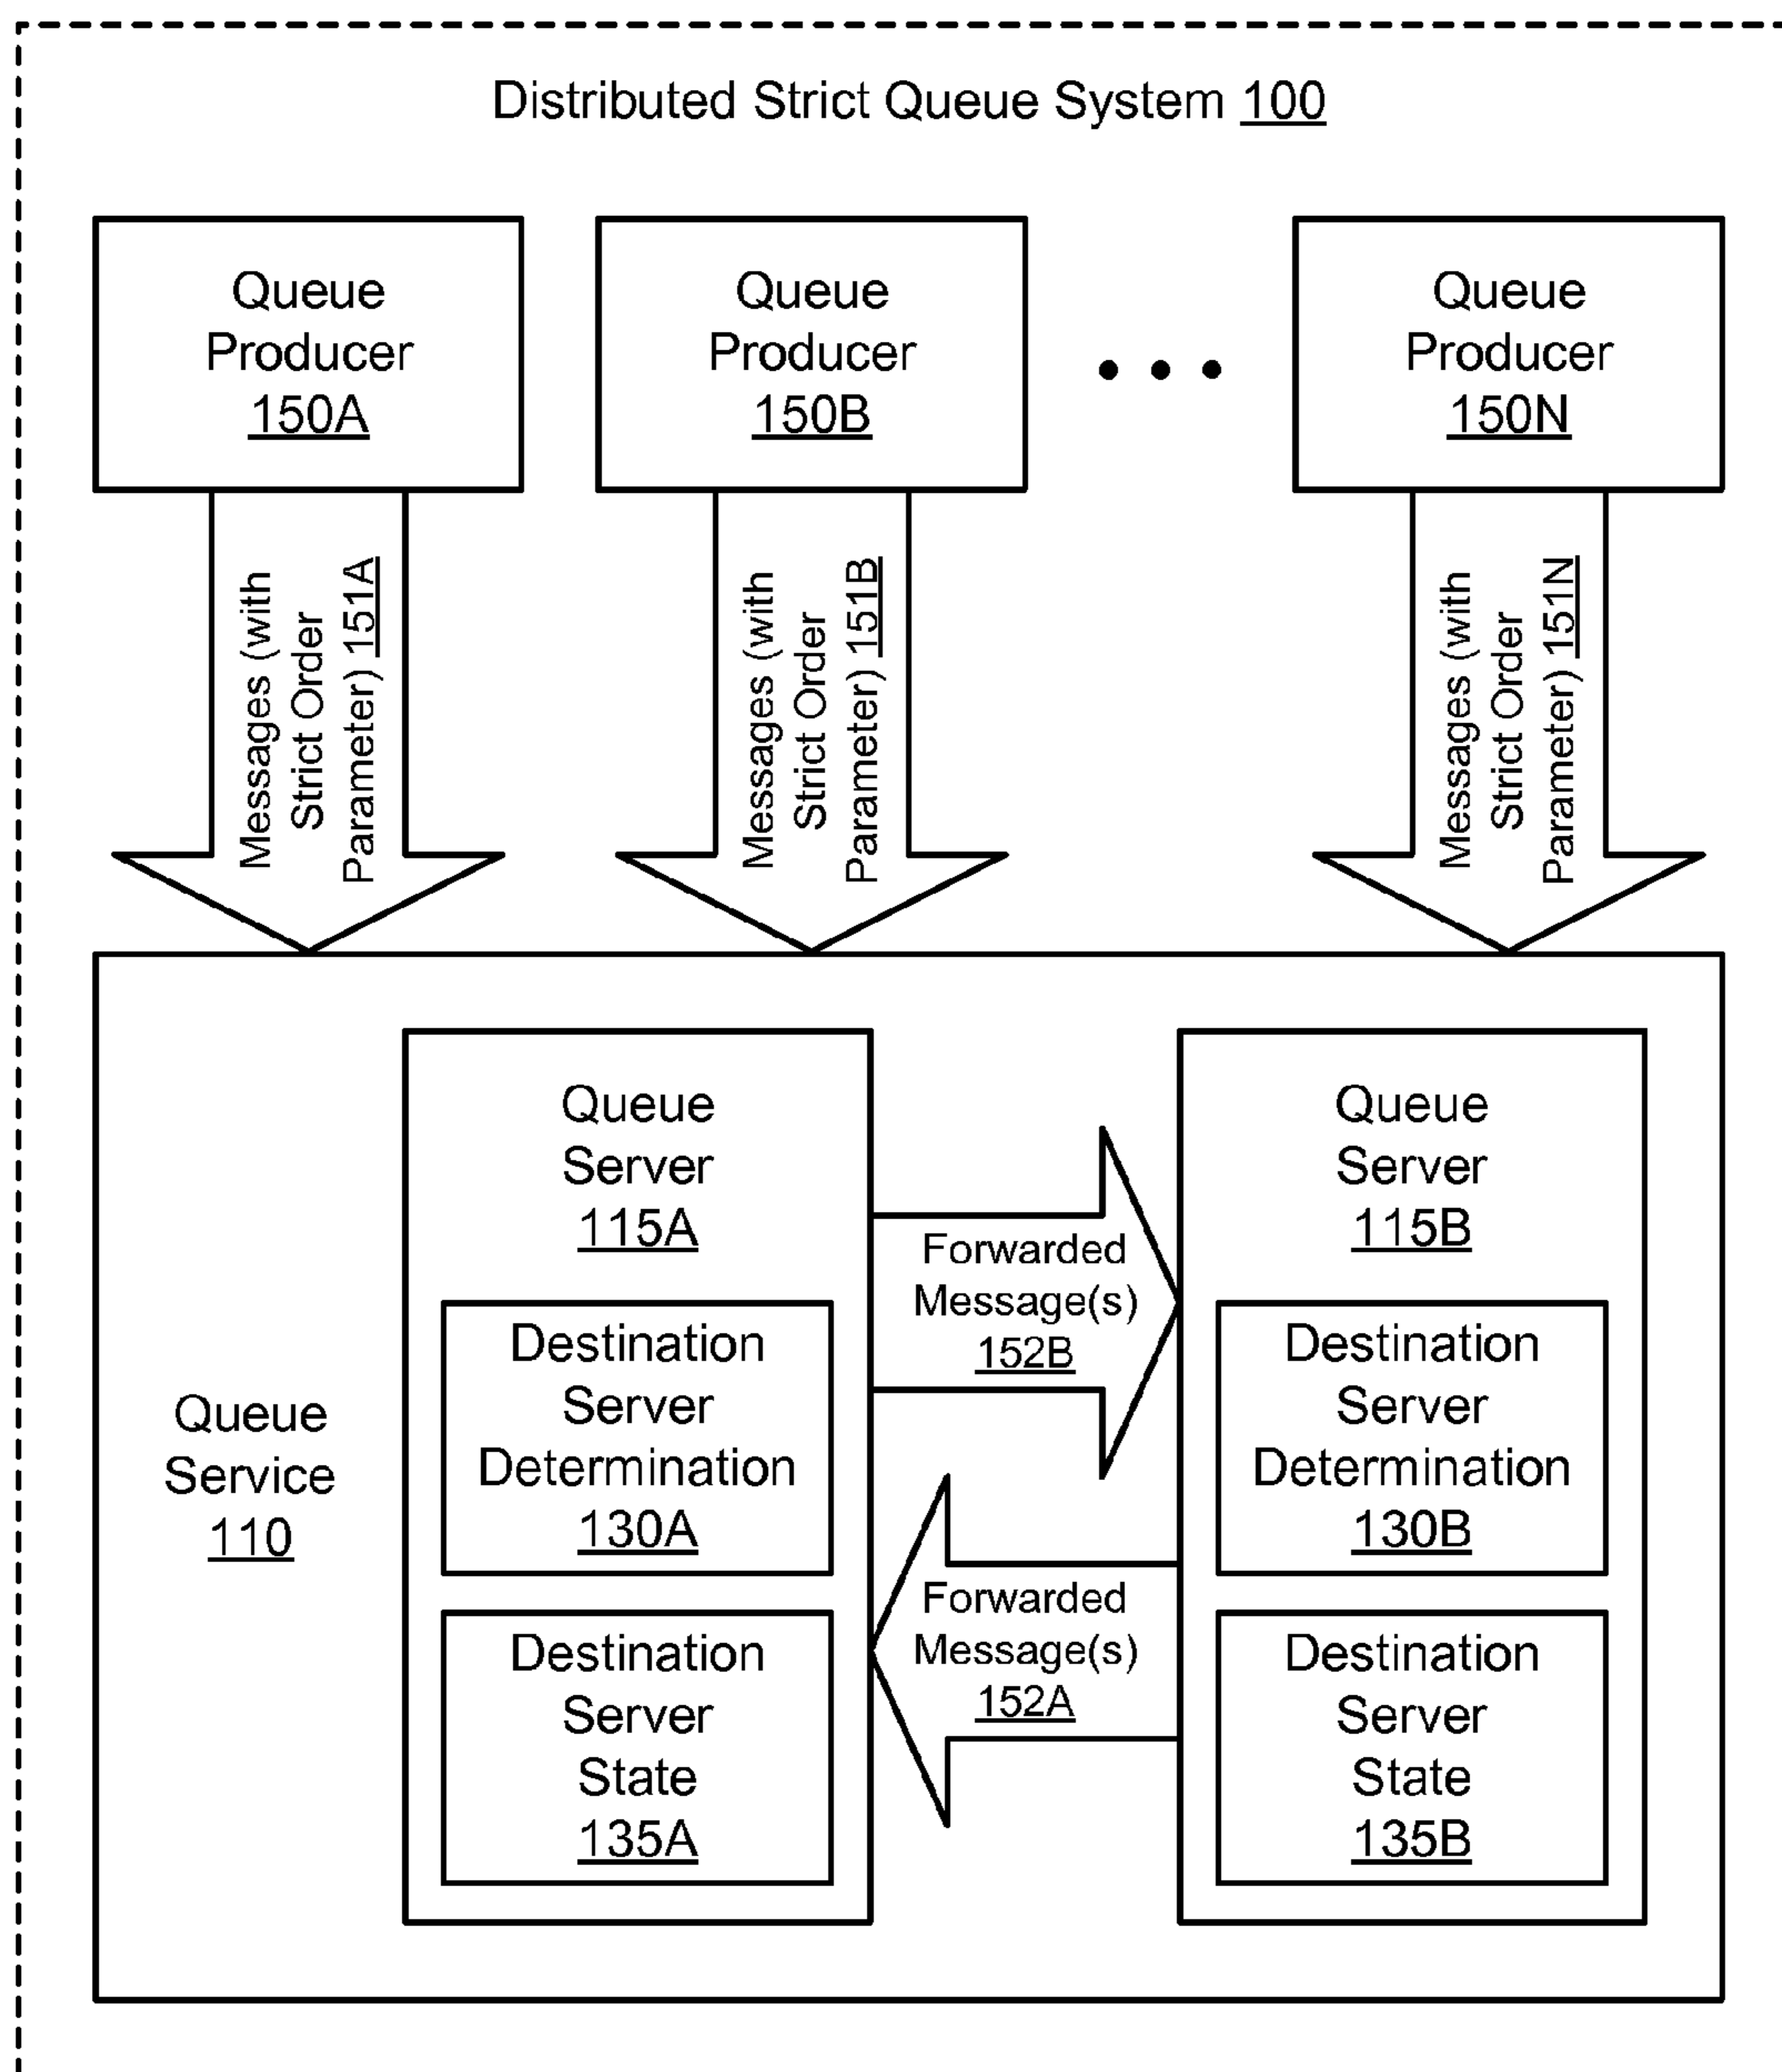 Distributed Strict Queue System 100
Queue
Producer
150A
Queue
Producer
150B
Queue
Producer
150N
Messages (with
Strict Order
Parameter) 151A
Messages (with
Strict Order
Parameter) 151B
Messages (with
Strict Order
Parameter) 151N
Queue
Service
110
Queue
Server
115A
Destination
Server
Determination
130A
Destination
Server
State
135A
Forwarded
Message(s)
152B
Forwarded
Message(s)
152A
Queue
Server
115B
Destination
Server
Determination
130B
Destination
Server
State
135B